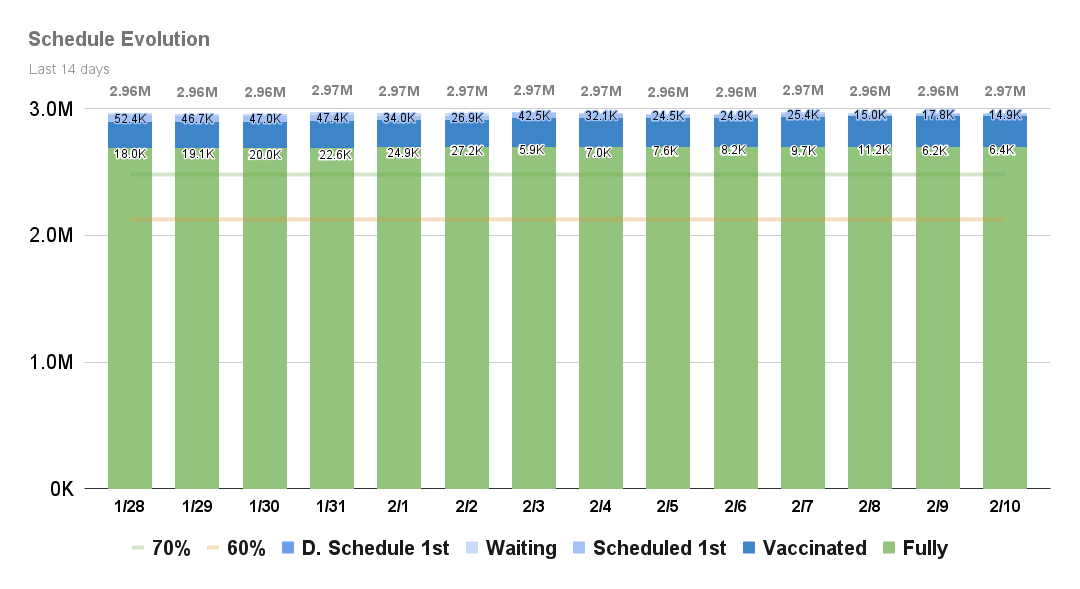 Schedule Evolution
Last 14 days
2.96M 2.96M 2.96M 2.97M 2.97M 2.97M 2.97M 2.97M 2.96M 2.96M 2.97M 2.96M 2.96M 2.97M
3.0M
52.4K 46.7K 47.0K 47.4K 34.0K 26.9K 42.5K 32.1K 24.5K 24.9K 25.4K 15.0K 17.8K 14.9K
18.0K 19.1K 20.0K 22.6K 24.9K 27.2K 5.9K 7.0K 7.6K 8.2K 9.7K 11.2K 6.2K 6.4K
2.0M
1.0M
0K
1/28 1/29 1/30 1/31 2/1 2/2 2/3 2/4 2/5 2/6 2/7 2/8 2/9 2/10
70% 60% D. Schedule 1st Waiting Scheduled 1st Vaccinated Fully